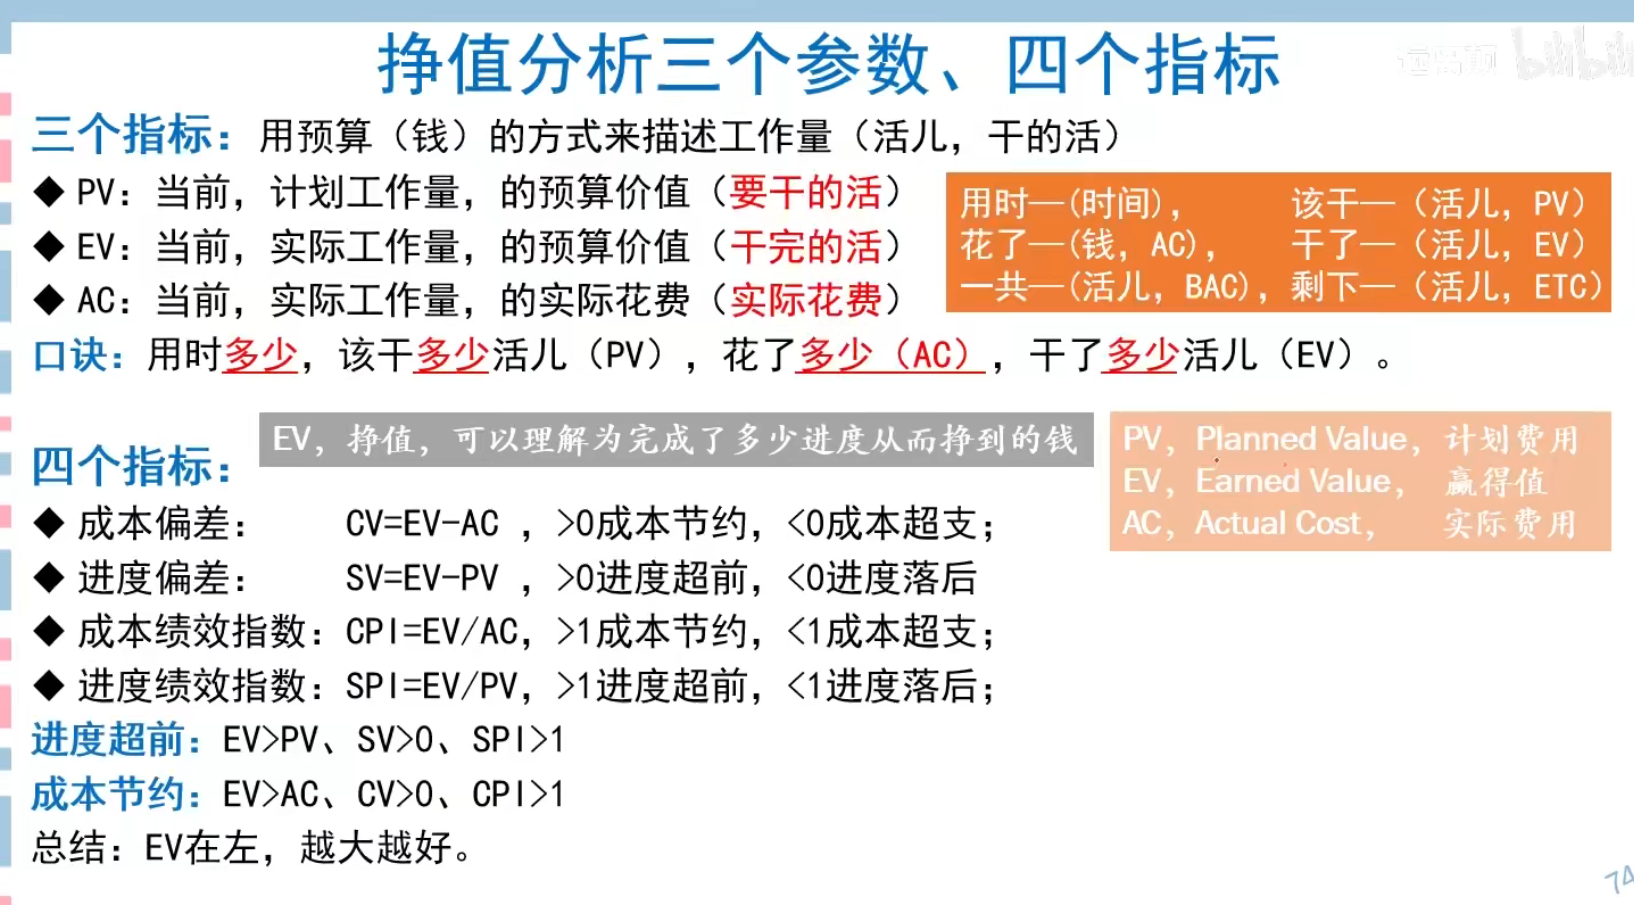 挣值分析三个参数、四个指标
bilibili
三个指标：用预算（钱）的方式来描述工作量（活儿，干的活）
◆ PV：当前，计划工作量，的预算价值（要干的活）
◆ EV：当前，实际工作量，的预算价值（干完的活）
◆ AC：当前，实际工作量，的实际花费（实际花费）
用时—(时间)， 该干—（活儿，PV）
花了—(钱，AC)， 干了—（活儿，EV）
一共—(活儿，BAC)，剩下—（活儿，ETC）
口诀：用时多少，该干多少活儿（PV），花了多少（AC），干了多少活儿（EV）。
EV，挣值，可以理解为完成了多少进度从而挣到的钱
PV，Planned Value，计划费用
EV，Earned Value， 赢得值
AC，Actual Cost， 实际费用
四个指标：
◆ 成本偏差： CV=EV-AC ，>0成本节约，<0成本超支；
◆ 进度偏差： SV=EV-PV ，>0进度超前，<0进度落后
◆ 成本绩效指数：CPI=EV/AC，>1成本节约，<1成本超支；
◆ 进度绩效指数：SPI=EV/PV，>1进度超前，<1进度落后；
进度超前：EV>PV、SV>0、SPI>1
成本节约：EV>AC、CV>0、CPI>1
总结：EV在左，越大越好。
74